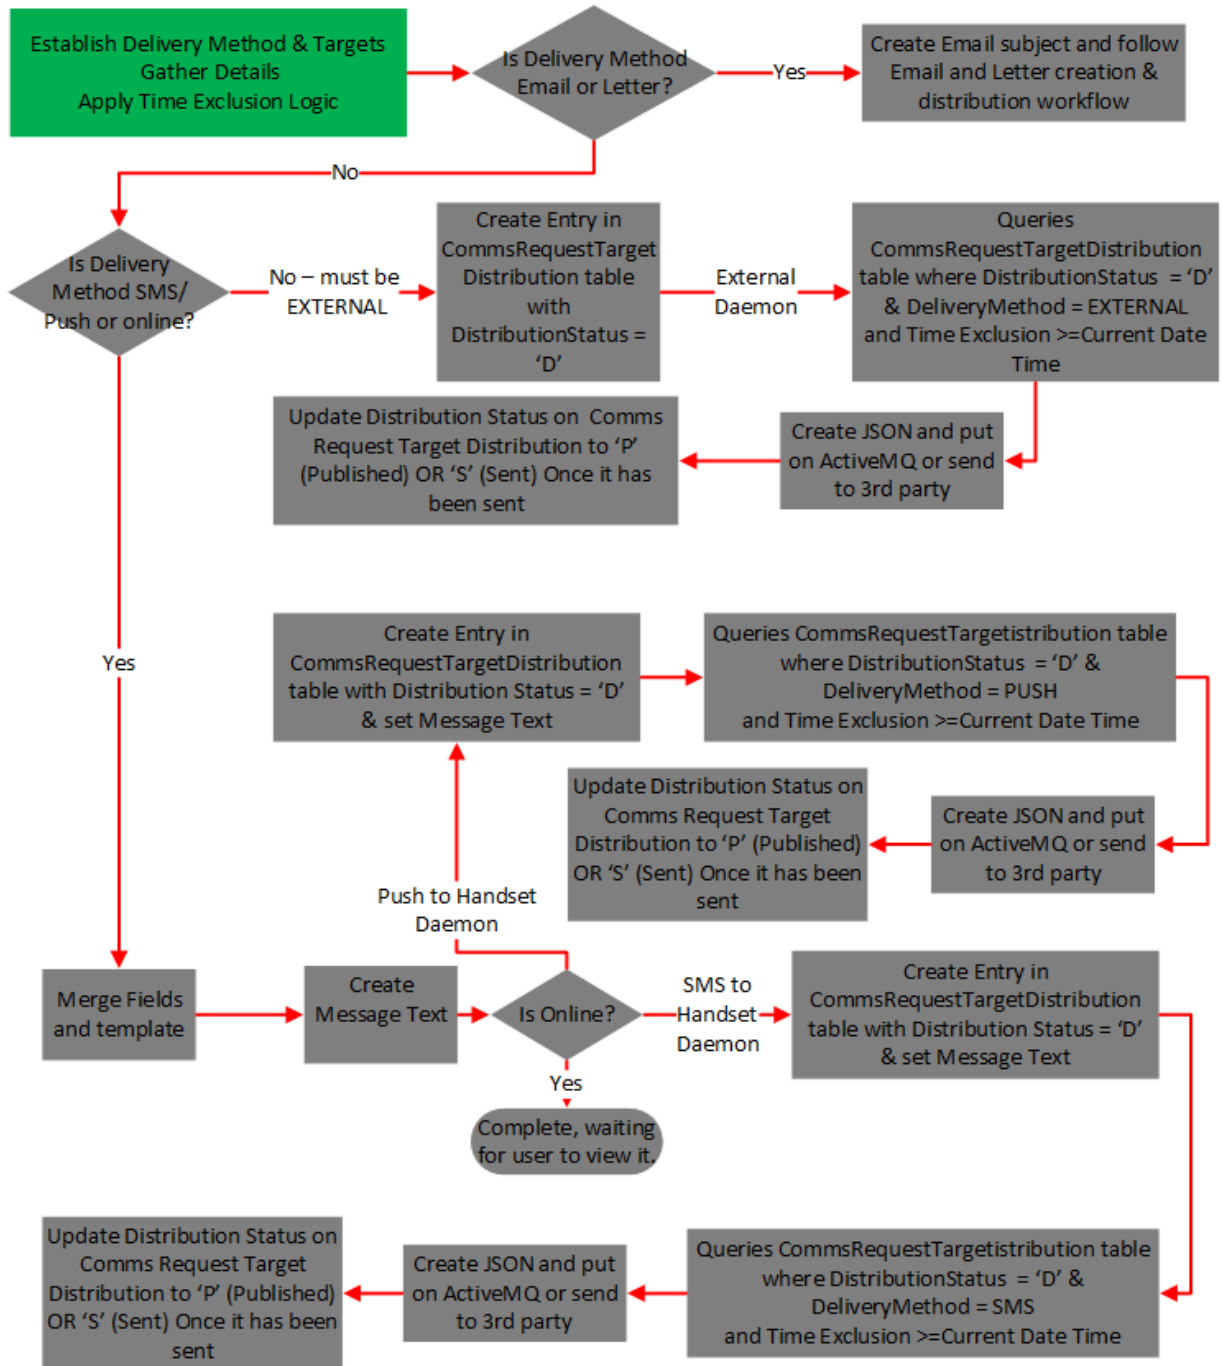 Establish Delivery Method & Targets
Gather Details
Apply Time Exclusion Logic
Is Delivery Method
Email or Letter?
Yes
Create Email subject and follow
Email and Letter creation &
distribution workflow
No
Is Delivery
Method SMS/
Push or online?
No – must be
EXTERNAL
Create Entry in
CommsRequestTarget
Distribution table
with
DistributionStatus =
‘D’
External
Daemon
Queries
CommsRequestTargetDistribution
table where DistributionStatus = ‘D’
& DeliveryMethod = EXTERNAL
and Time Exclusion >=Current Date
Time
Update Distribution Status on Comms
Request Target Distribution to ‘P’
(Published) OR ‘S’ (Sent) Once it has
been sent
Create JSON and put
on ActiveMQ or send
to 3rd party
Yes
Create Entry in
CommsRequestTargetDistribution
table with Distribution Status = ‘D’
& set Message Text
Queries CommsRequestTargetistribution table
where DistributionStatus = ‘D’ &
DeliveryMethod = PUSH
and Time Exclusion >=Current Date Time
Update Distribution Status on
Comms Request Target
Distribution to ‘P’ (Published)
OR ‘S’ (Sent) Once it has been
sent
Create JSON and put
on ActiveMQ or send
to 3rd party
Push to Handset
Daemon
Merge Fields
and template
Create
Message Text
Is Online?
SMS to
Handset
Daemon
Create Entry in
CommsRequestTargetDistribution
table with Distribution Status = ‘D’
& set Message Text
Yes
Complete, waiting
for user to view it.
Update Distribution Status on
Comms Request Target
Distribution to ‘P’ (Published)
OR ‘S’ (Sent) Once it has been
sent
Create JSON and put
on ActiveMQ or send
to 3rd party
Queries CommsRequestTargetistribution table
where DistributionStatus = ‘D’ &
DeliveryMethod = SMS
and Time Exclusion >=Current Date Time